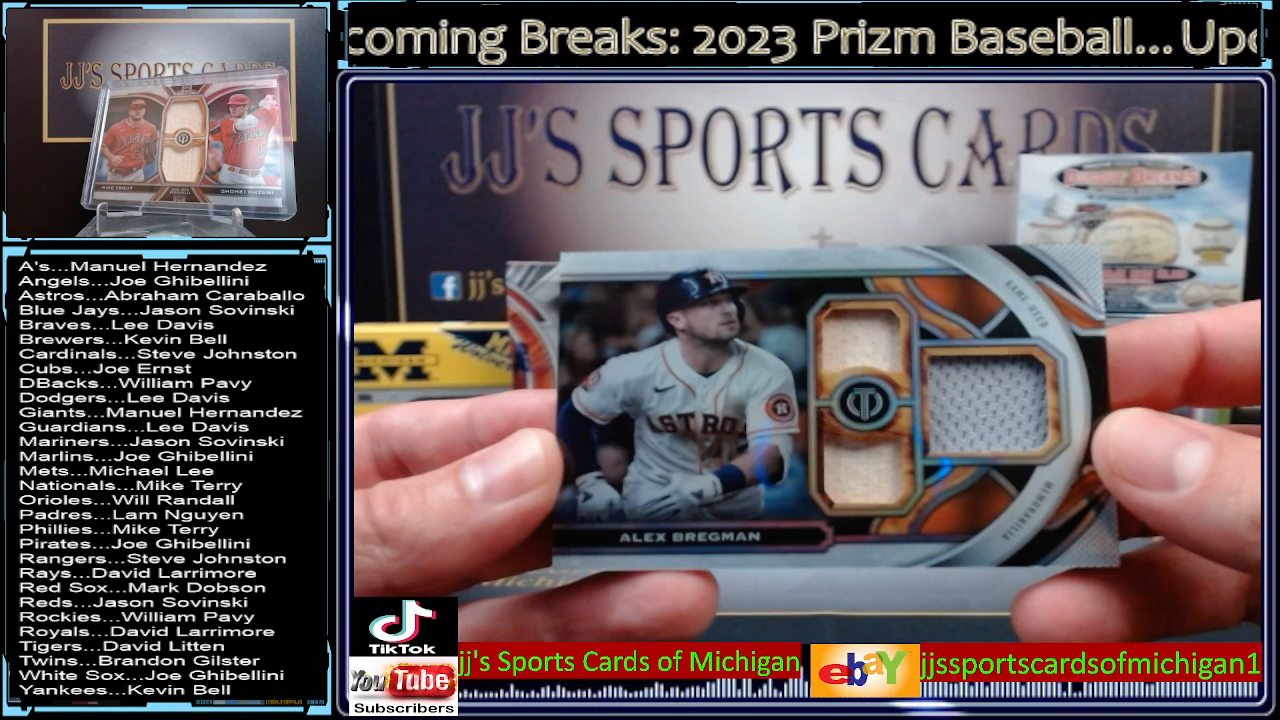 coming Breaks: 2023 Prizm Baseball... Upc
JJ'S SPORTS CARDS
MIKE TROUT
SHOHEI OHTANI
JJ'S SPORTS CARDS
jj's
MICHIGAN
GAME USED
ASTRO
ALEX BREGMAN
MEMORABILIA
A's...Manuel Hernandez
Angels...Joe Ghibellini
Astros...Abraham Caraballo
Blue Jays...Jason Sovinski
Braves...Lee Davis
Brewers...Kevin Bell
Cardinals...Steve Johnston
Cubs...Joe Ernst
DBacks...William Pavy
Dodgers...Lee Davis
Giants...Manuel Hernandez
Guardians...Lee Davis
Mariners...Jason Sovinski
Marlins...Joe Ghibellini
Mets...Michael Lee
Nationals...Mike Terry
Orioles...Will Randall
Padres...Lam Nguyen
Phillies...Mike Terry
Pirates...Joe Ghibellini
Rangers...Steve Johnston
Rays...David Larrimore
Red Sox...Mark Dobson
Reds...Jason Sovinski
Rockies...William Pavy
Royals...David Larrimore
Tigers...David Litten
Twins...Brandon Gilster
White Sox...Joe Ghibellini
Yankees...Kevin Bell
TikTok
YouTube
Subscribers
jj's Sports Cards of Michigan
ebaY
jjssportscardsofmichigan1